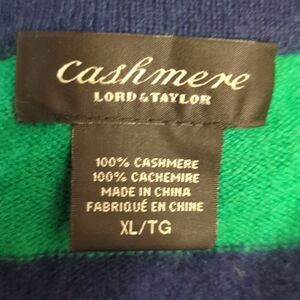 Cashmere
LORD & TAYLOR
100% CASHMERE
100% CACHEMIRE
MADE IN CHINA
FABRIQUÉ EN CHINE
XL/TG